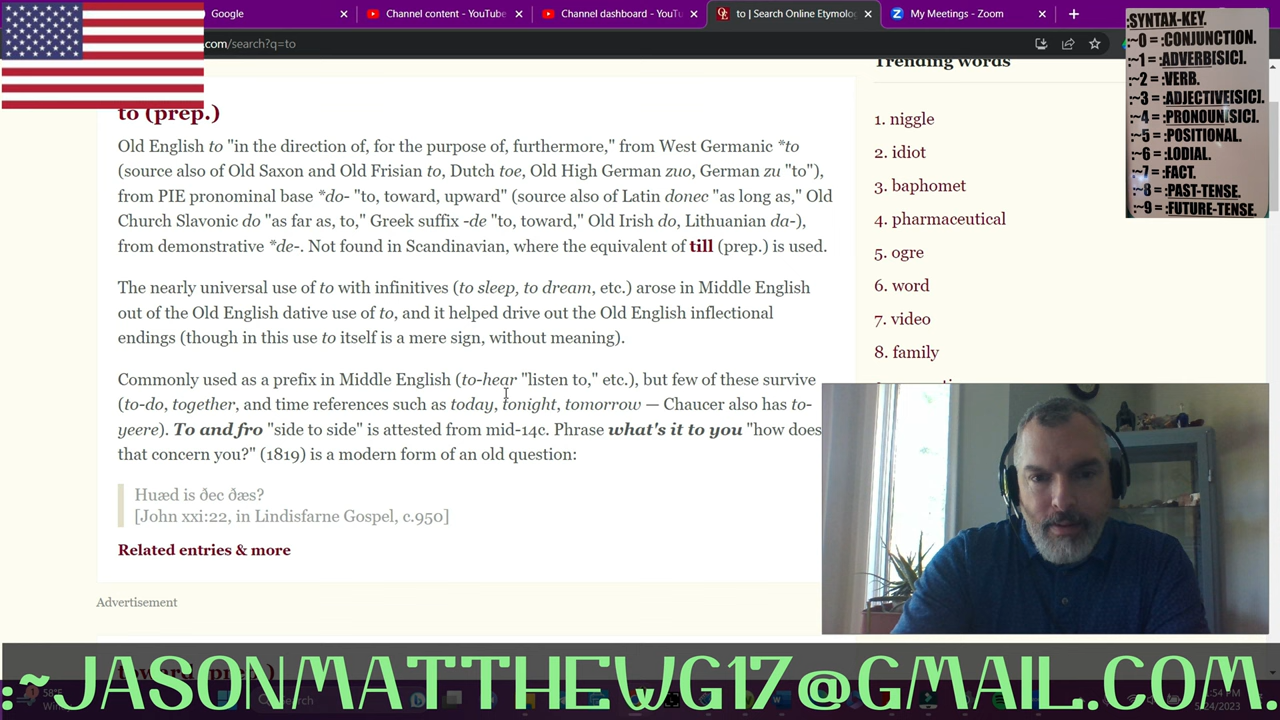 Google
Channel content - YouTube
Channel dashboard - YouT
to | Search Online Etymolog
My Meetings - Zoom
.com/search?q=to
:SYNTAX-KEY.
:~0 = :CONJUNCTION.
:~1 = :ADVERB[SIC].
:~2 = :VERB.
:~3 = :ADJECTIVE[SIC].
:~4 = :PRONOUN[SIC].
:~5 = :POSITIONAL.
:~6 = :LODIAL.
:~7 = :FACT.
:~8 = :PAST-TENSE.
:~9 = :FUTURE-TENSE.
to (prep.)
Old English to "in the direction of, for the purpose of, furthermore," from West Germanic *to
(source also of Old Saxon and Old Frisian to, Dutch toe, Old High German zuo, German zu "to"),
from PIE pronominal base *do- "to, toward, upward" (source also of Latin donec "as long as," Old
Church Slavonic do "as far as, to," Greek suffix -de "to, toward," Old Irish do, Lithuanian da-),
from demonstrative *de-. Not found in Scandinavian, where the equivalent of till (prep.) is used.
The nearly universal use of to with infinitives (to sleep, to dream, etc.) arose in Middle English
out of the Old English dative use of to, and it helped drive out the Old English inflectional
endings (though in this use to itself is a mere sign, without meaning).
Commonly used as a prefix in Middle English (to-hear "listen to," etc.), but few of these survive
(to-do, together, and time references such as today, tonight, tomorrow — Chaucer also has to-
yeere). To and fro "side to side" is attested from mid-14c. Phrase what's it to you "how does
that concern you?" (1819) is a modern form of an old question:
Huæd is ðec ðæs?
[John xxi:22, in Lindisfarne Gospel, c.950]
Related entries & more
Advertisement
Trending words
1. niggle
2. idiot
3. baphomet
4. pharmaceutical
5. ogre
6. word
7. video
8. family
toward (prep.)
:~JASONMATTHEWG17@GMAIL.COM.
58°F
Search
:54 PM
5/24/2023